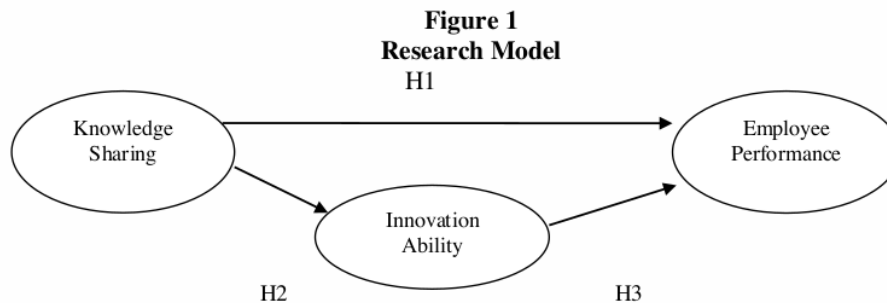 Figure 1
Research Model
H1
Knowledge
Sharing
Employee
Performance
Innovation
Ability
H2
H3